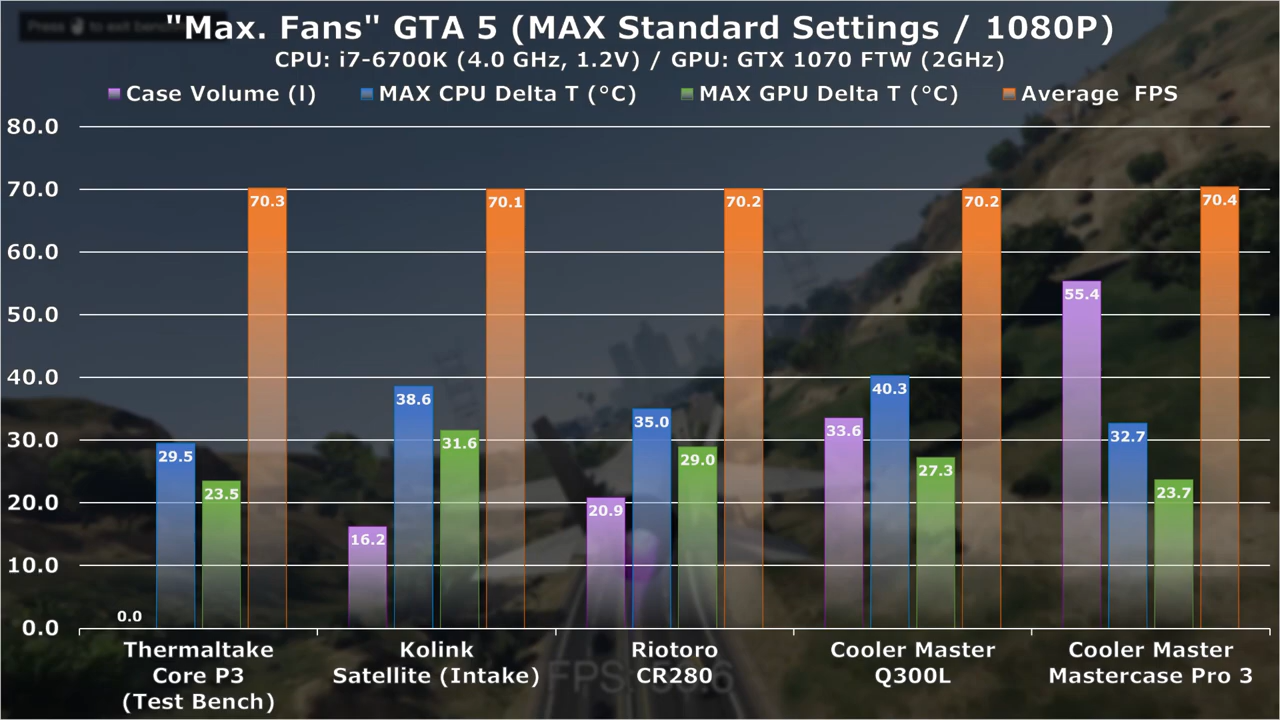 "Max. Fans" GTA 5 (MAX Standard Settings / 1080P)
CPU: i7-6700K (4.0 GHz, 1.2V) / GPU: GTX 1070 FTW (2GHz)
Case Volume (l) MAX CPU Delta T (°C) MAX GPU Delta T (°C) Average FPS
80.0
70.0
60.0
50.0
40.0
30.0
20.0
10.0
0.0
0.0 29.5 23.5 70.3
16.2 38.6 31.6 70.1
20.9 35.0 29.0 70.2
33.6 40.3 27.3 70.2
55.4 32.7 23.7 70.4
Thermaltake
Core P3
(Test Bench)
Kolink
Satellite (Intake)
Riotoro
CR280
Cooler Master
Q300L
Cooler Master
Mastercase Pro 3